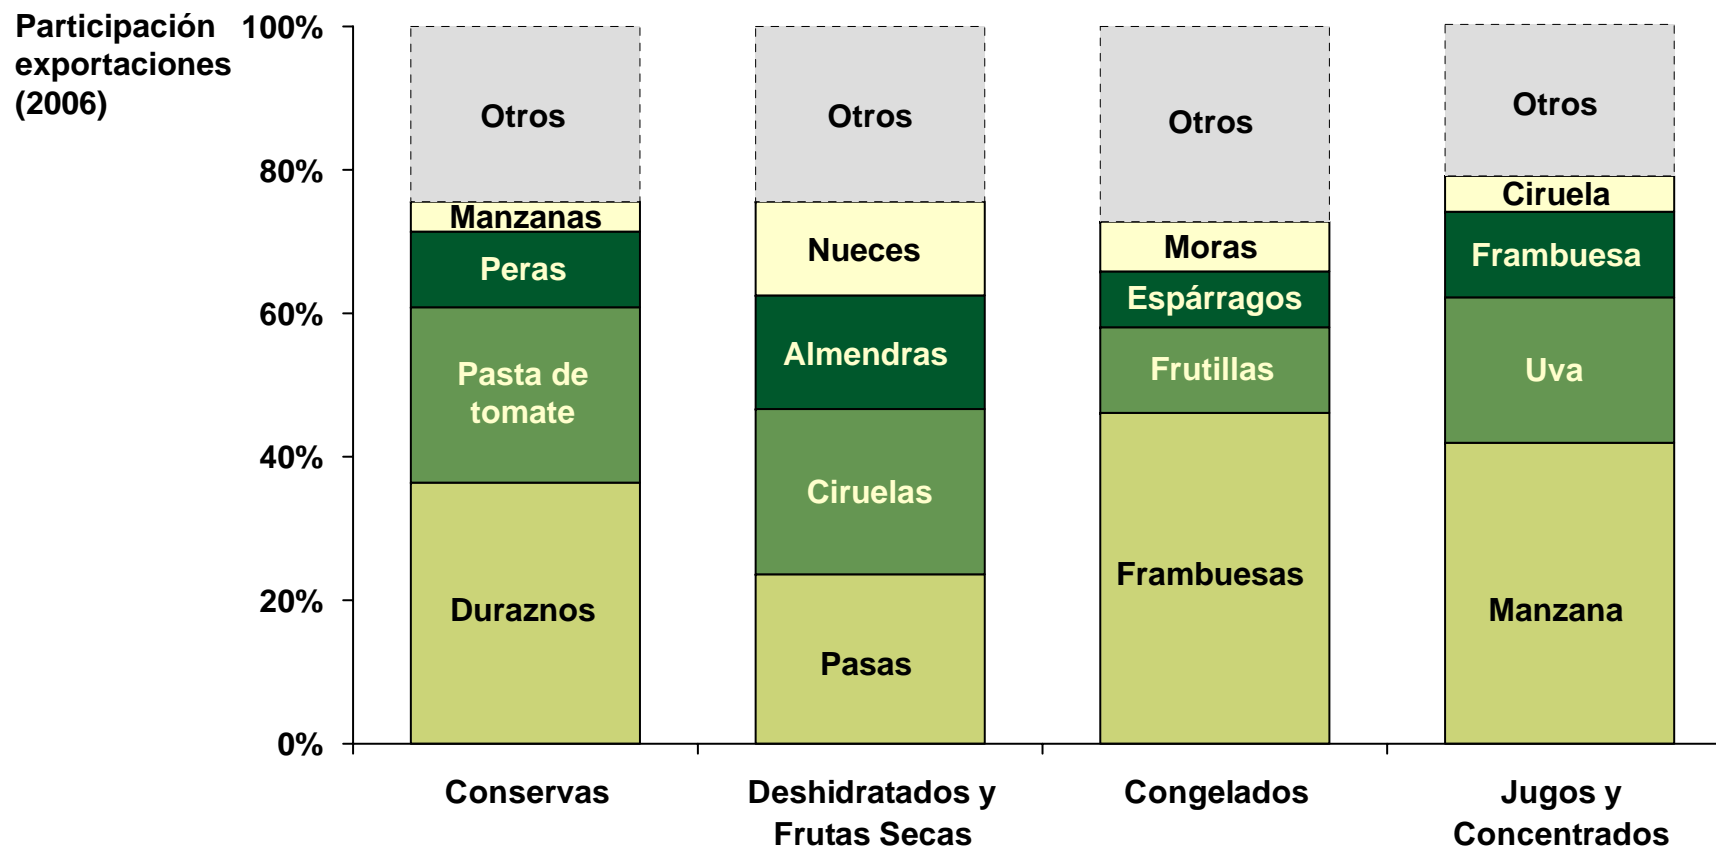 Participación
exportaciones
(2006)
100%
80%
60%
40%
20%
0%
Otros
Manzanas
Peras
Pasta de
tomate
Duraznos
Otros
Nueces
Almendras
Ciruelas
Pasas
Otros
Moras
Espárragos
Frutillas
Frambuesas
Otros
Ciruela
Frambuesa
Uva
Manzana
Conservas
Deshidratados y
Frutas Secas
Congelados
Jugos y
Concentrados